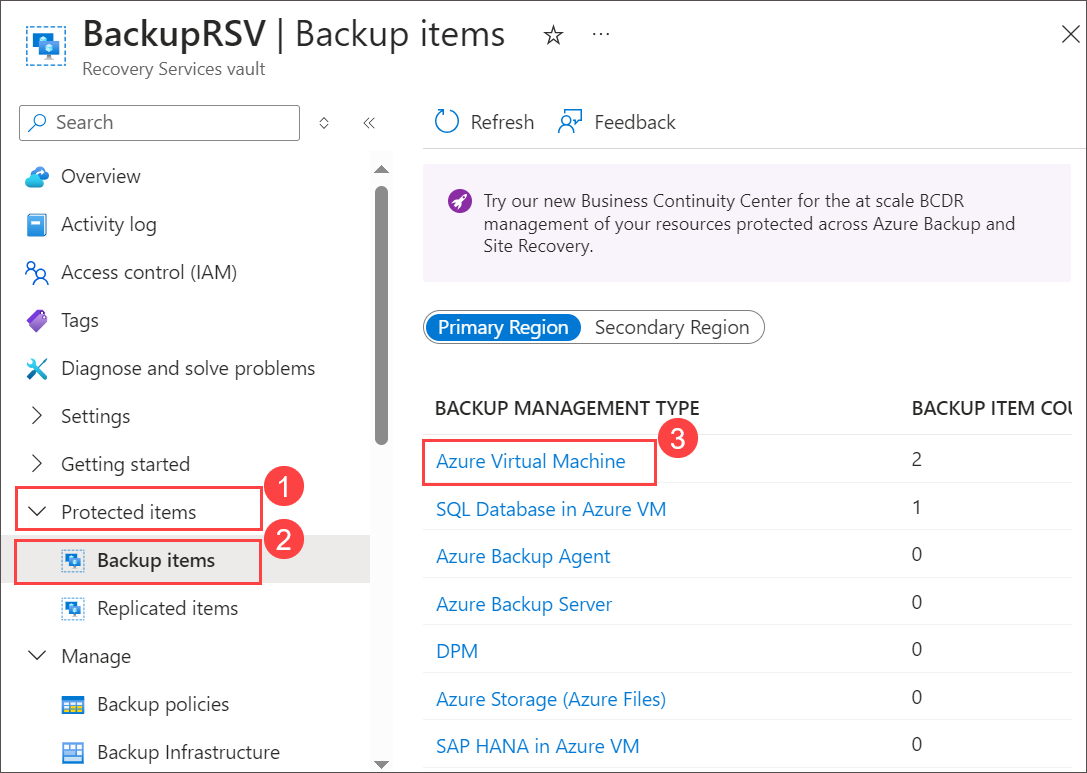 BackupRSV | Backup items
Recovery Services vault
Search
Overview
Activity log
Access control (IAM)
Tags
Diagnose and solve problems
Settings
Getting started
Protected items
1
Backup items
2
Replicated items
Manage
Backup policies
Backup Infrastructure
Refresh
Feedback
Try our new Business Continuity Center for the at scale BCDR
management of your resources protected across Azure Backup and
Site Recovery.
Primary Region
Secondary Region
BACKUP MANAGEMENT TYPE
BACKUP ITEM COU
3
Azure Virtual Machine
2
SQL Database in Azure VM
1
Azure Backup Agent
0
Azure Backup Server
0
DPM
0
Azure Storage (Azure Files)
0
SAP HANA in Azure VM
0